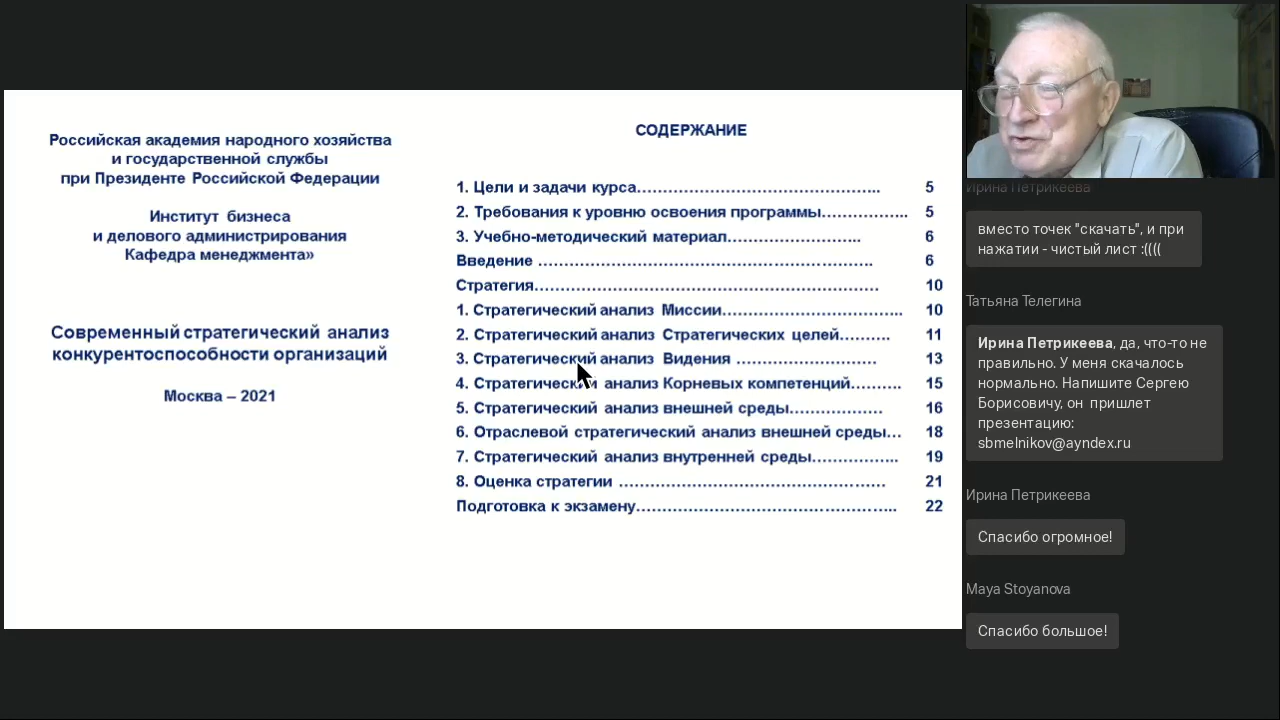 Российская академия народного хозяйства
и государственной службы
при Президенте Российской Федерации
Институт бизнеса
и делового администрирования
Кафедра менеджмента»
Современный стратегический анализ
конкурентоспособности организаций
Москва – 2021
СОДЕРЖАНИЕ
1. Цели и задачи курса……………………………………….. 5
2. Требования к уровню освоения программы…………….. 5
3. Учебно-методический материал…………………….. 6
Введение ………………………………………………………. 6
Стратегия………………………………………………………… 10
1. Стратегический анализ Миссии…………………………….. 10
2. Стратегический анализ Стратегических целей………. 11
3. Стратегический анализ Видения ……………………… 13
4. Стратегический анализ Корневых компетенций………. 15
5. Стратегический анализ внешней среды……………… 16
6. Отраслевой стратегический анализ внешней среды… 18
7. Стратегический анализ внутренней среды…………….. 19
8. Оценка стратегии …………………………………………… 21
Подготовка к экзамену………………………………………….. 22
Ирина Петрикеева
вместо точек "скачать", и при
нажатии - чистый лист :((((
Татьяна Телегина
Ирина Петрикеева, да, что-то не
правильно. У меня скачалось
нормально. Напишите Сергею
Борисовичу, он пришлет
презентацию:
sbmelnikov@ayndex.ru
Ирина Петрикеева
Спасибо огромное!
Maya Stoyanova
Спасибо большое!